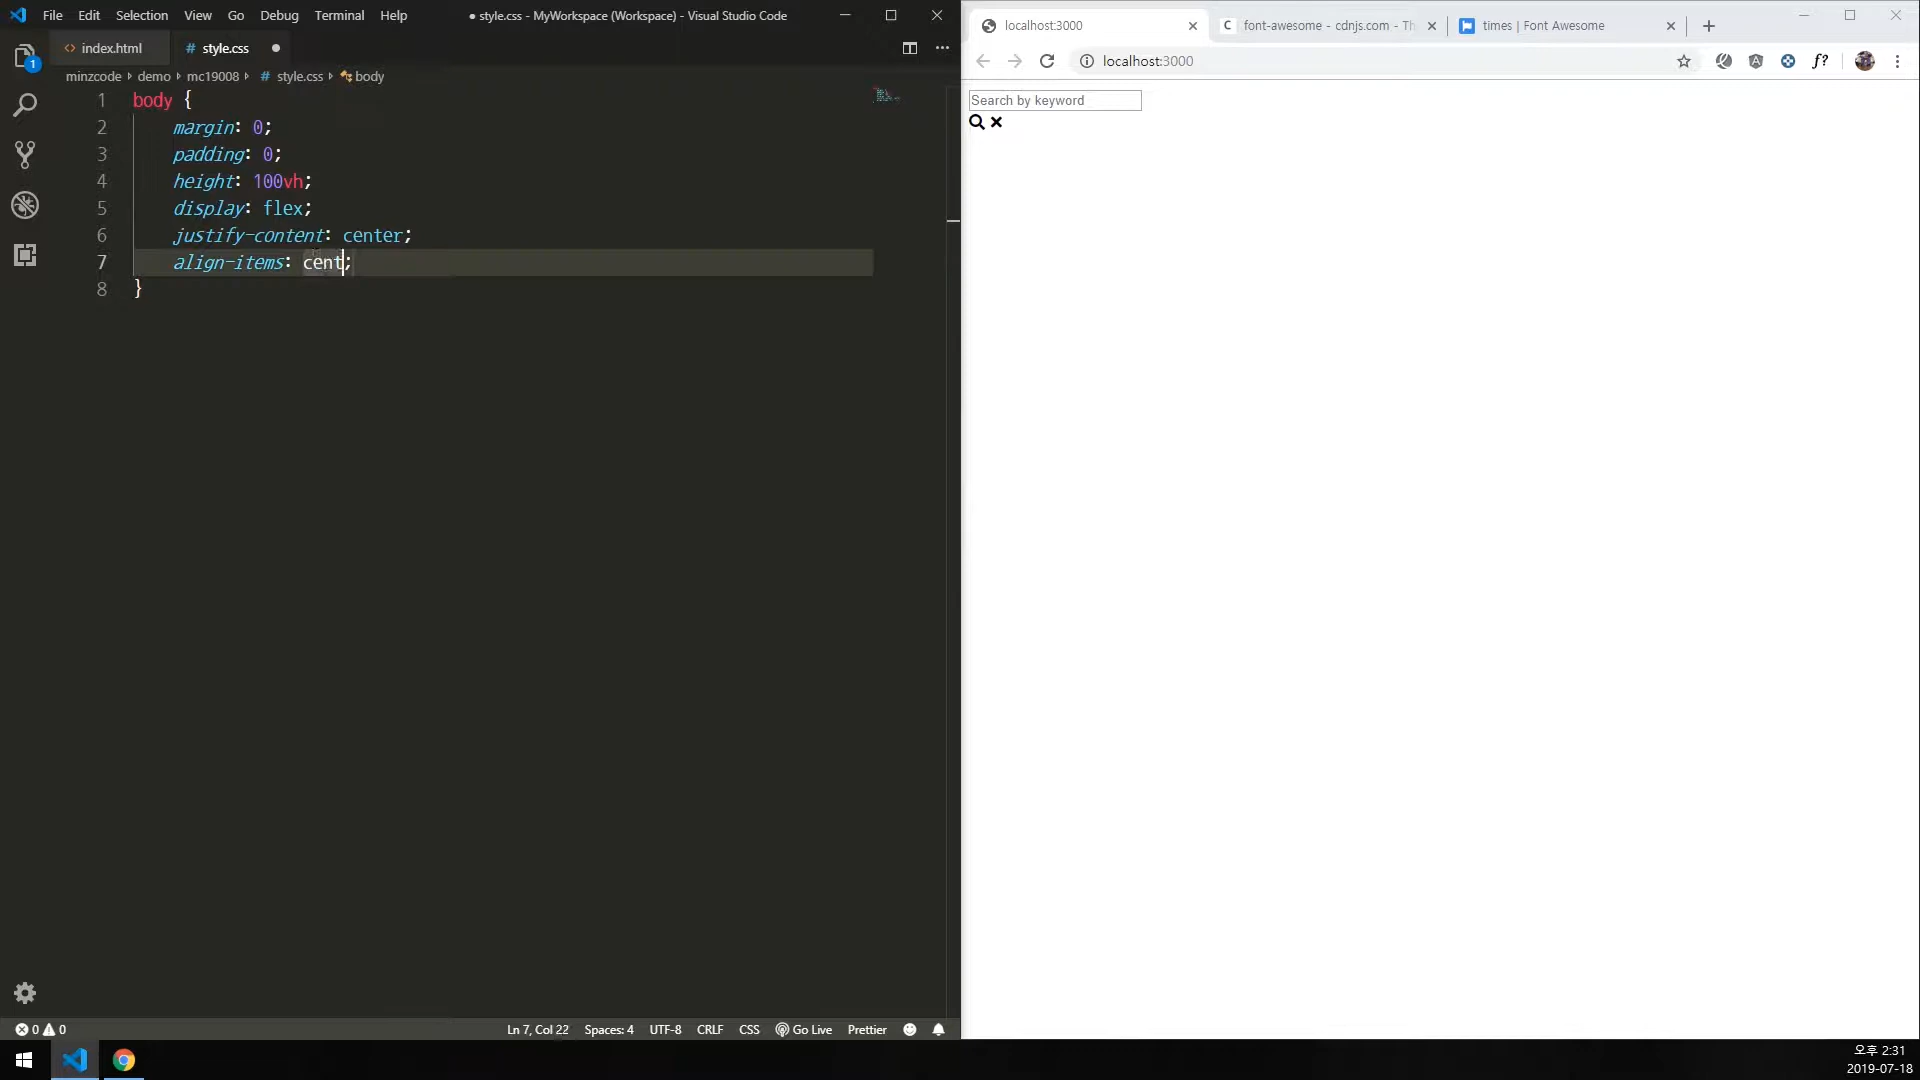 File Edit Selection View Go Debug Terminal Help
● style.css - MyWorkspace (Workspace) - Visual Studio Code
index.html
# style.css
minzcode demo mc19008 # style.css body
1 body {
2 margin: 0;
3 padding: 0;
4 height: 100vh;
5 display: flex;
6 justify-content: center;
7 align-items: cent;
8 }
1
0 0
Ln 7, Col 22 Spaces: 4 UTF-8 CRLF CSS Go Live Prettier
localhost:3000
font-awesome - cdnjs.com - Th
times | Font Awesome
localhost:3000
f?
Search by keyword
오후 2:31
2019-07-18